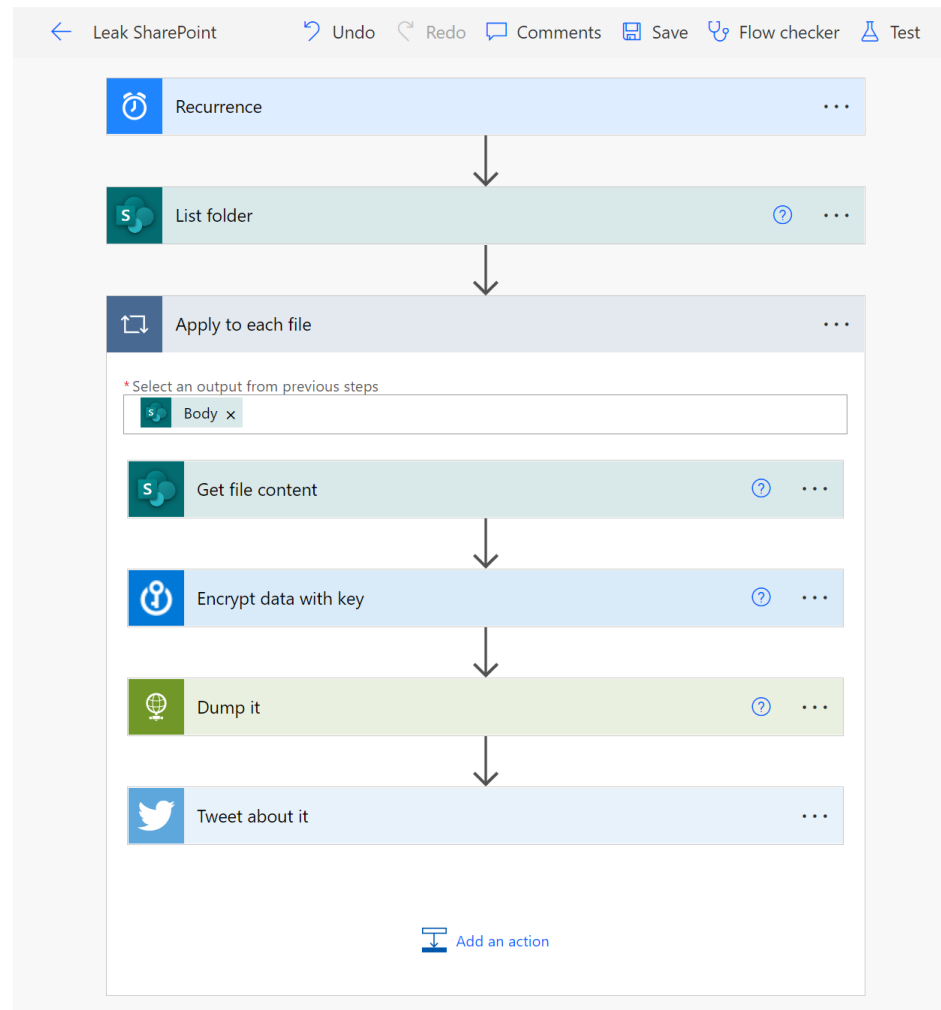 Leak SharePoint Undo Redo Comments Save Flow checker Test
Recurrence
S List folder ?
Apply to each file
* Select an output from previous steps
S Body ×
S Get file content ?
Encrypt data with key ?
Dump it ?
Tweet about it
Add an action